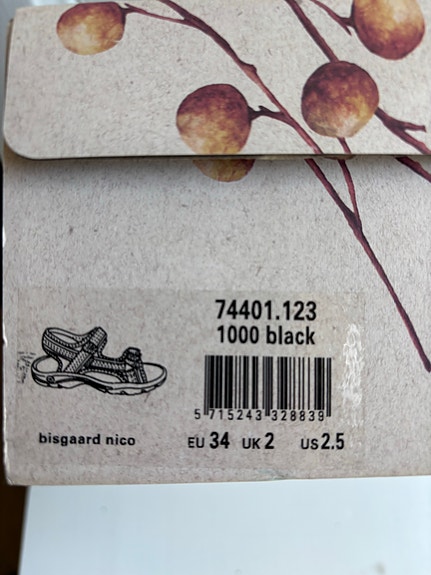 74401.123
1000 black
5 715243 328839
bisgaard nico
EU 34 UK 2 US 2.5